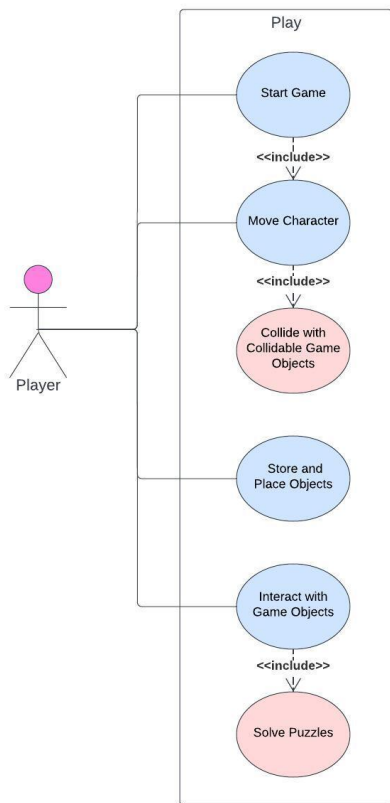 Play
Start Game
<<include>>
Move Character
<<include>>
Collide with
Collidable Game
Objects
Player
Store and
Place Objects
Interact with
Game Objects
<<include>>
Solve Puzzles